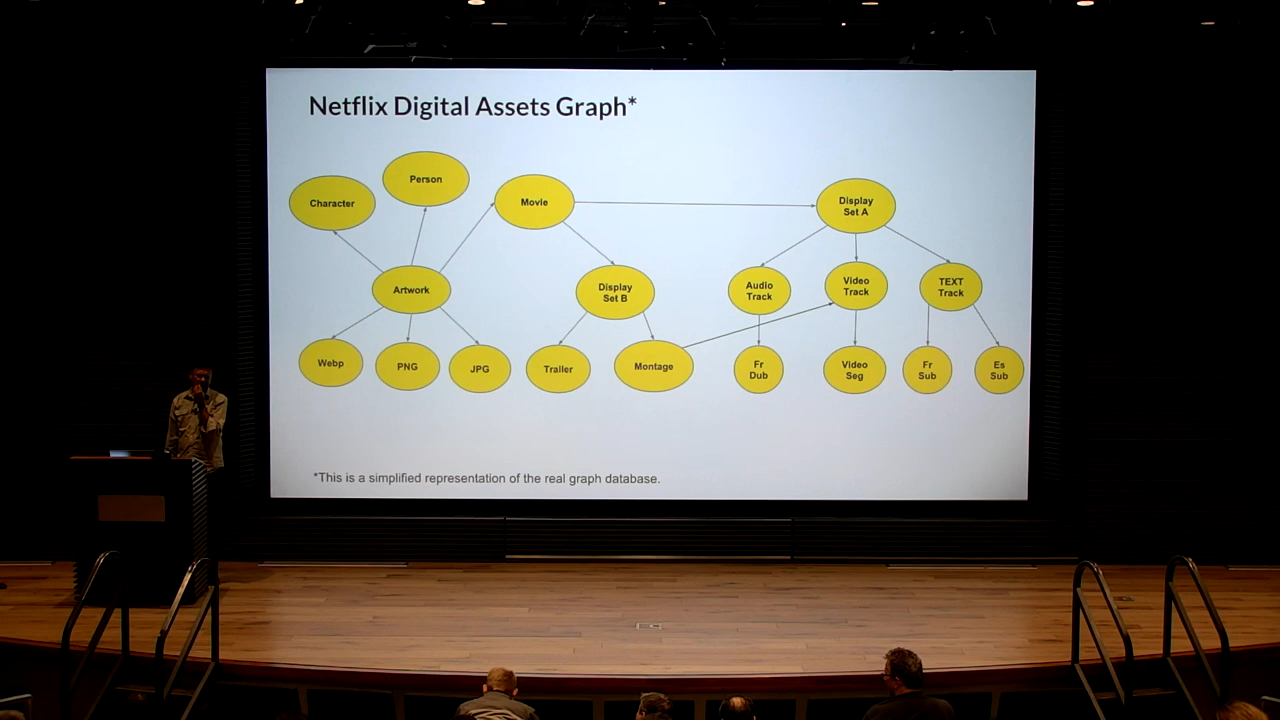 Netflix Digital Assets Graph*
Character
Person
Movie
Display
Set A
Artwork
Display
Set B
Audio
Track
Video
Track
TEXT
Track
Webp
PNG
JPG
Trailer
Montage
Fr
Dub
Video
Seg
Fr
Sub
Es
Sub
*This is a simplified representation of the real graph database.